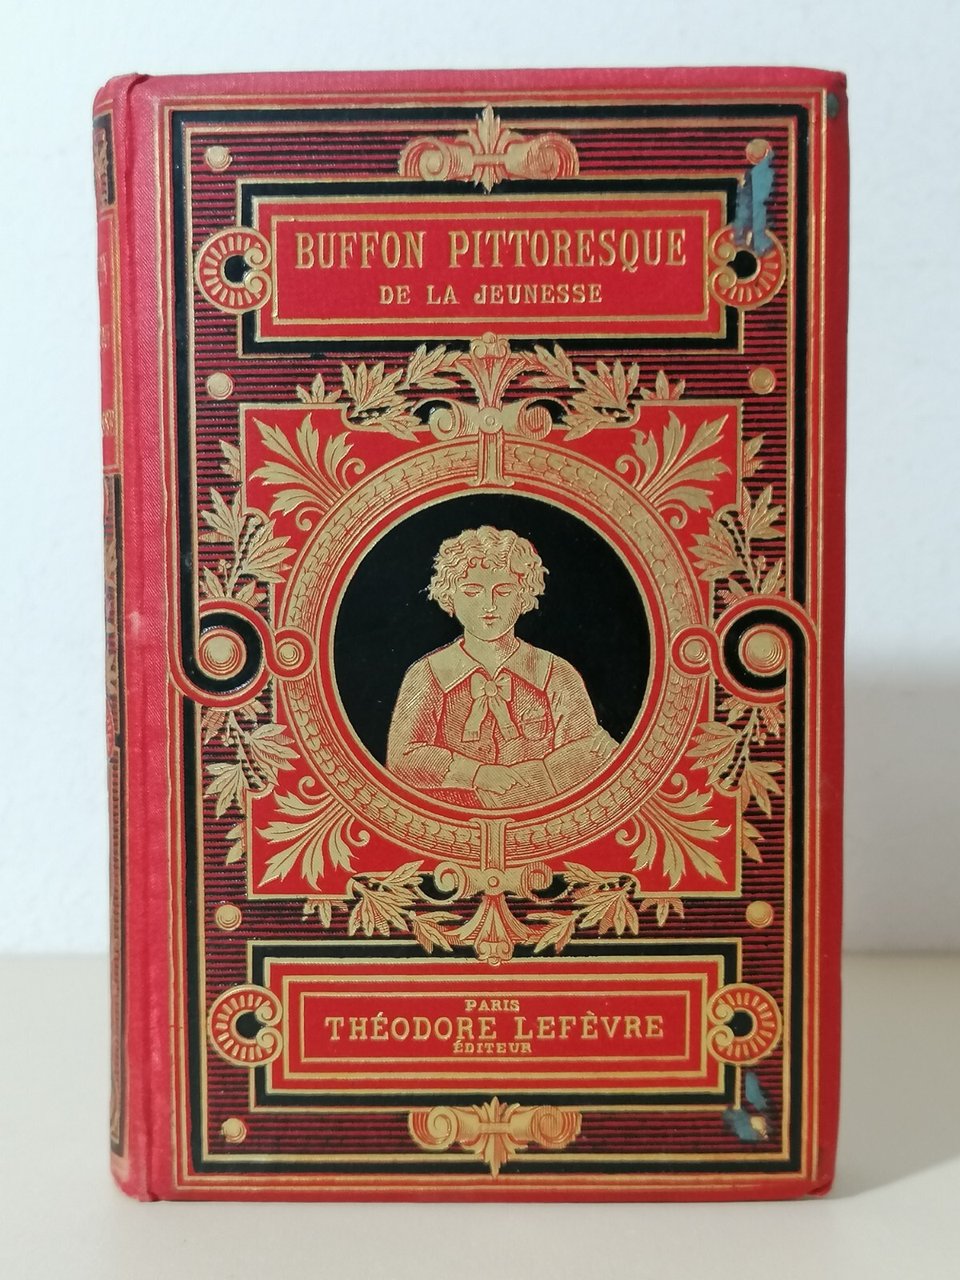 BUFFON PITTORESQUE
DE LA JEUNESSE
PARIS
THÉODORE LEFÈVRE
ÉDITEUR